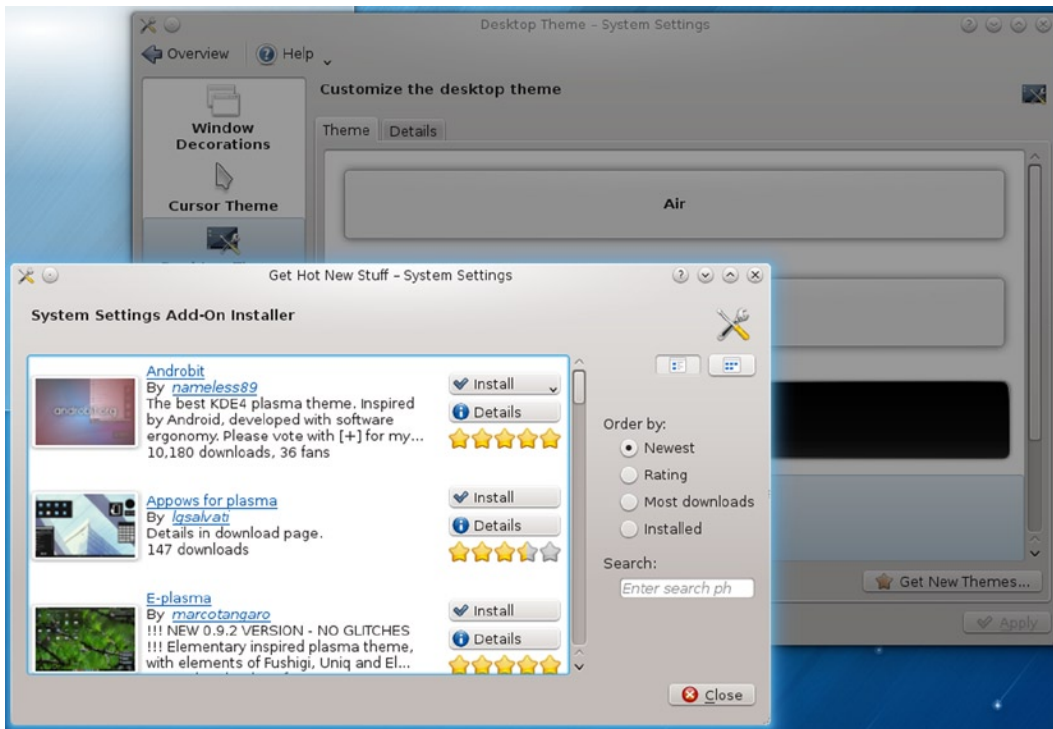 Desktop Theme – System Settings
Overview
Help
Customize the desktop theme
Window
Decorations
Theme
Details
Cursor Theme
Air
Get Hot New Stuff – System Settings
System Settings Add-On Installer
Androbit
By nameless89
The best KDE4 plasma theme. Inspired
by Android, developed with software
ergonomy. Please vote with [+] for my...
10,180 downloads, 36 fans
Install
Details
Appows for plasma
By lgsalvati
Details in download page.
147 downloads
Install
Details
E-plasma
By marcotangaro
!!! NEW 0.9.2 VERSION - NO GLITCHES
!!! Elementary inspired plasma theme,
with elements of Fushigi, Uniq and El...
Install
Details
Order by:
Newest
Rating
Most downloads
Installed
Search:
Enter search ph
Close
Get New Themes...
Apply